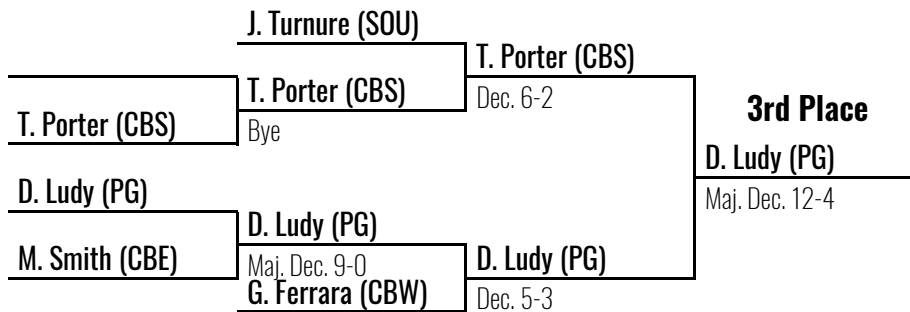 J. Turnure (SOU)
T. Porter (CBS)
T. Porter (CBS)
Dec. 6-2
3rd Place
T. Porter (CBS)
Bye
D. Ludy (PG)
Maj. Dec. 12-4
D. Ludy (PG)
D. Ludy (PG)
M. Smith (CBE)
Maj. Dec. 9-0
D. Ludy (PG)
G. Ferrara (CBW)
Dec. 5-3